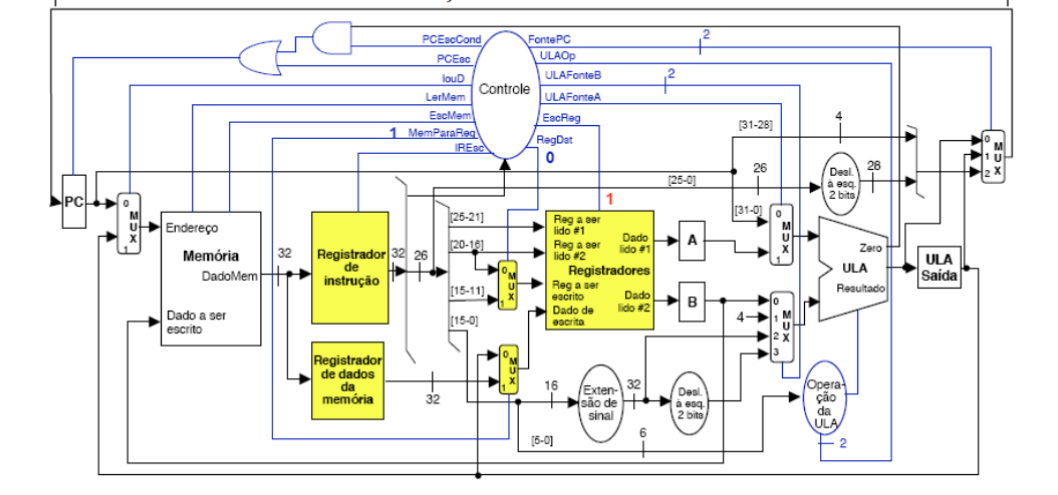 PCEscCond
PCEsc
IouD
LerMem
EscMem
1 MemParaReg
IREsc
Controle
FontePC
ULAOp
ULAFonteB
ULAFonteA
EscReg
RegDst
0
2
2
[31-28]
4
26
[25-0]
Desl.
à esq.
2 bits
28
0
1
2
M
U
X
PC
0
M
U
X
1
Endereço
Memória
DadoMem
Dado a ser
escrito
32
Registrador
de
instrução
32
26
[25-21]
[20-16]
[15-11]
[15-0]
0
M
U
X
1
1
Reg a ser
lido #1
Reg a ser
lido #2
Registradores
Reg a ser
escrito
Dado de
escrita
Dado
lido #1
Dado
lido #2
A
B
[31-0]
0
M
U
X
1
4
0
1
2
3
M
U
X
Zero
ULA
Resultado
ULA
Saída
Registrador
de dados
da
memória
32
0
M
U
X
1
16
Exten-
são de
sinal
32
Desl.
à esq.
2 bits
[5-0]
6
Opera-
ção
da
ULA
2